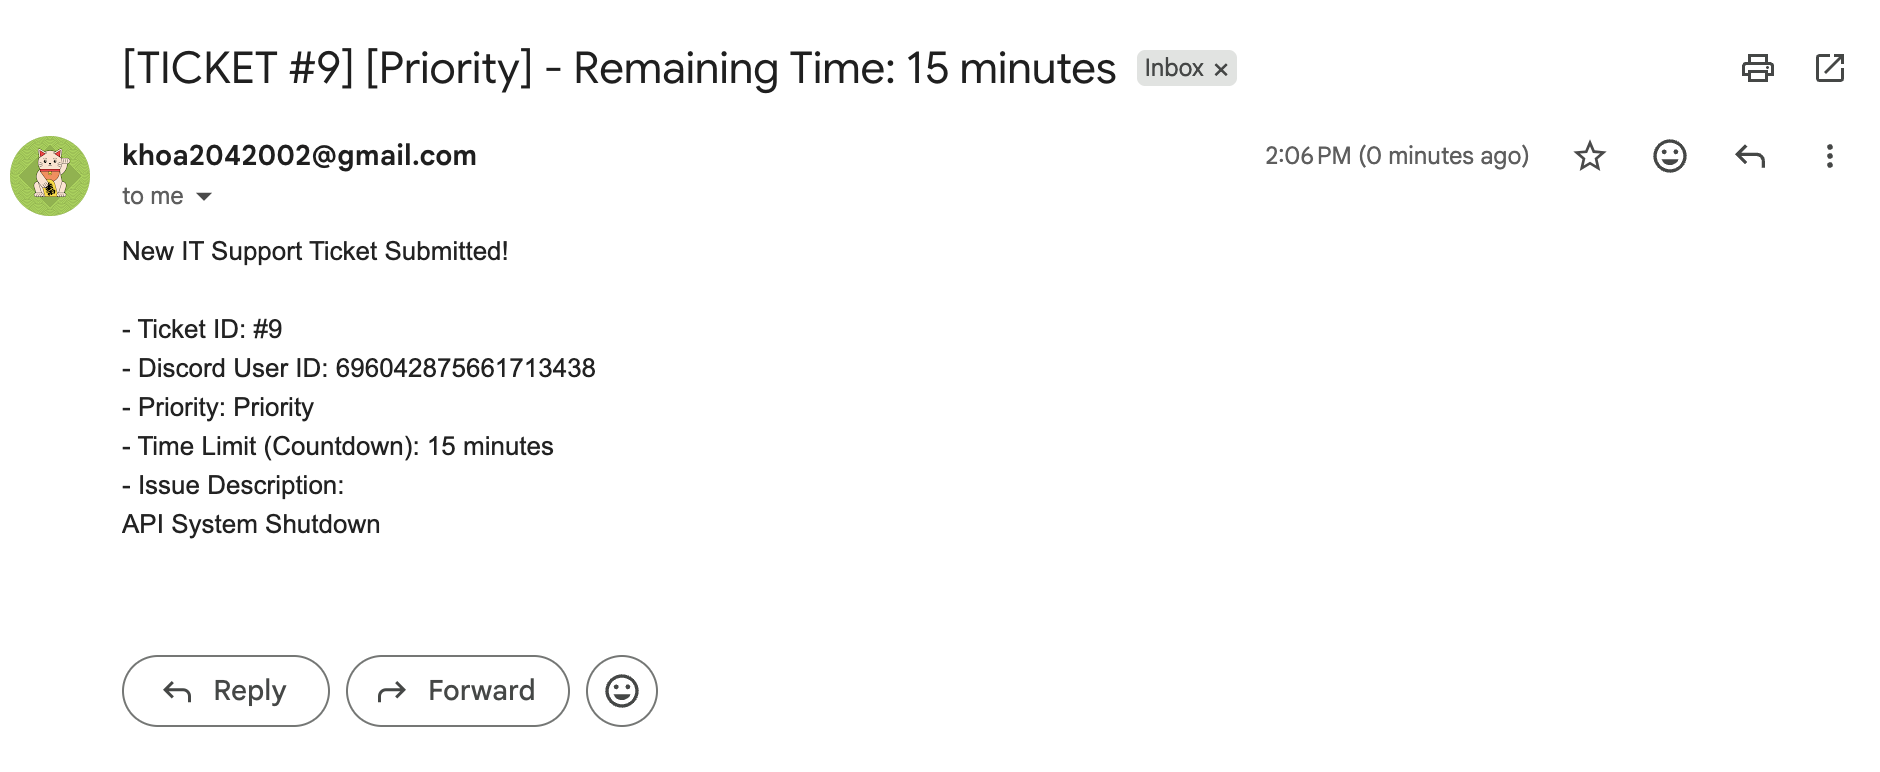 [TICKET #9] [Priority] - Remaining Time: 15 minutes Inbox ×
khoa2042002@gmail.com 2:06 PM (0 minutes ago)
to me
New IT Support Ticket Submitted!
- Ticket ID: #9
- Discord User ID: 696042875661713438
- Priority: Priority
- Time Limit (Countdown): 15 minutes
- Issue Description:
API System Shutdown
Reply Forward